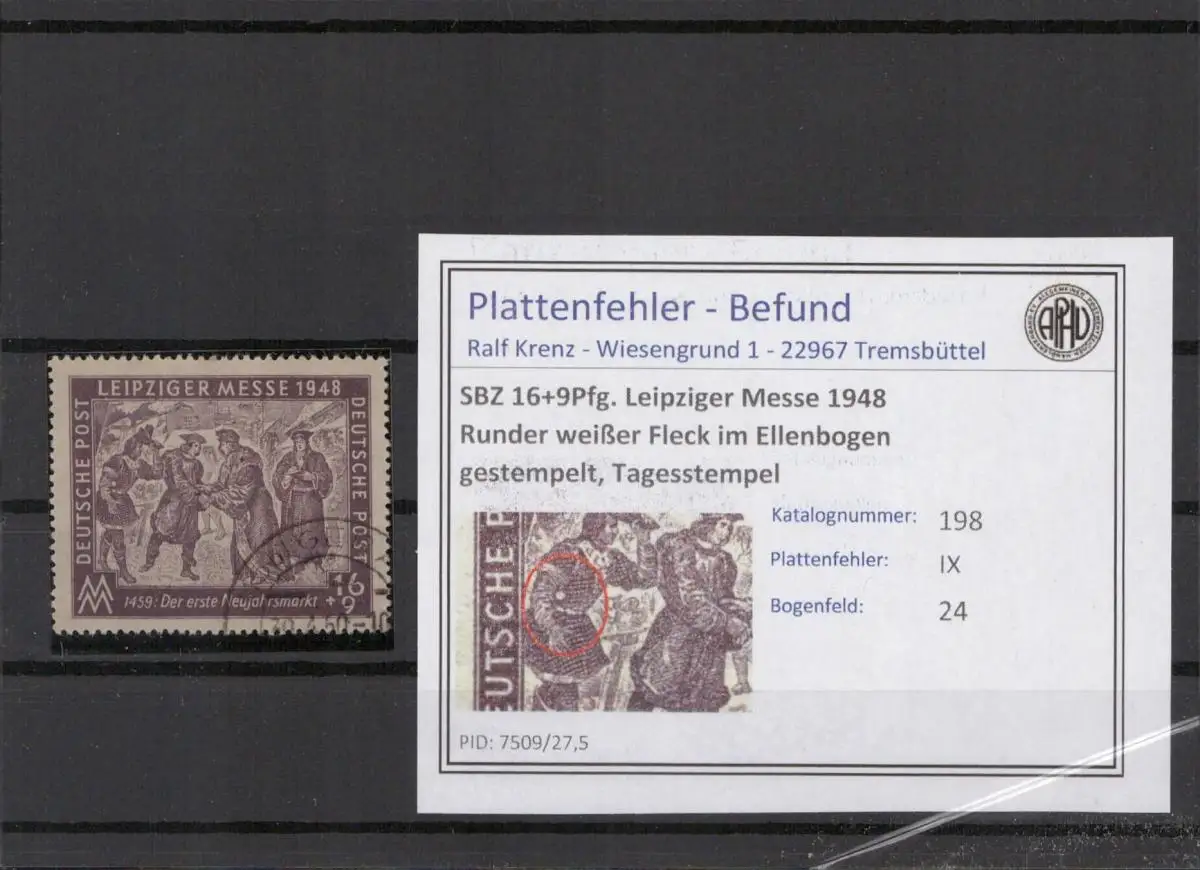 LEIPZIGER MESSE 1948
DEUTSCHE POST
DEUTSCHE POST
1459: Der erste Neujahrsmarkt
16
+ 9
Plattenfehler - Befund
Ralf Krenz - Wiesengrund 1 - 22967 Tremsbüttel
APHV
SBZ 16+9Pfg. Leipziger Messe 1948
Runder weißer Fleck im Ellenbogen
gestempelt, Tagesstempel
EUTSCHE P
Katalognummer: 198
Plattenfehler: IX
Bogenfeld: 24
PID: 7509/27,5